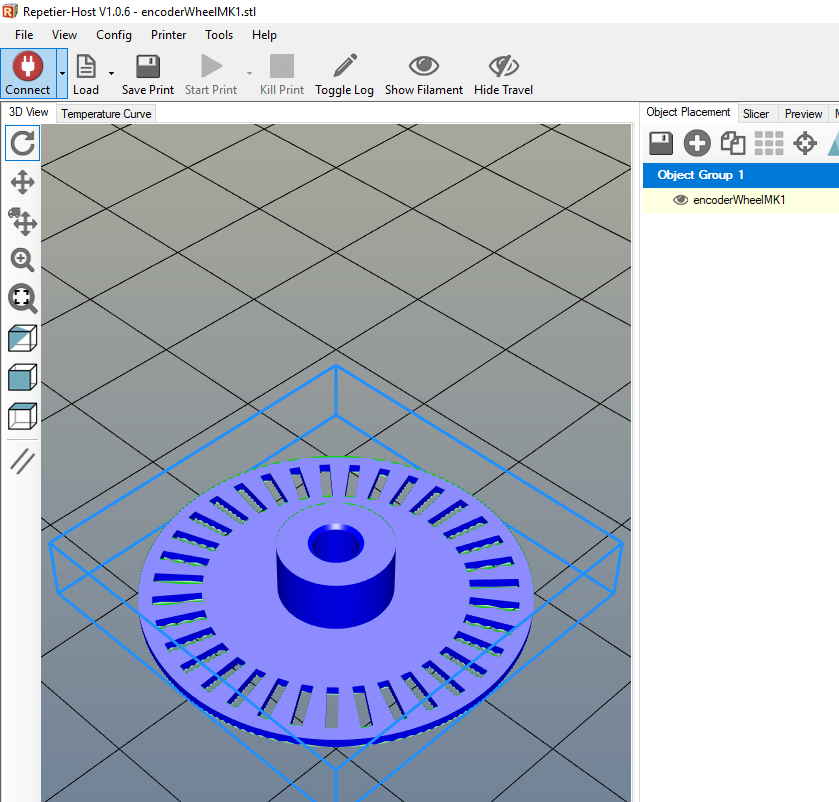 Repetier-Host V1.0.6 - encoderWheelMK1.stl
File View Config Printer Tools Help
Connect Load Save Print Start Print Kill Print Toggle Log Show Filament Hide Travel
3D View Temperature Curve
Object Placement Slicer Preview
Object Group 1
encoderWheelMK1